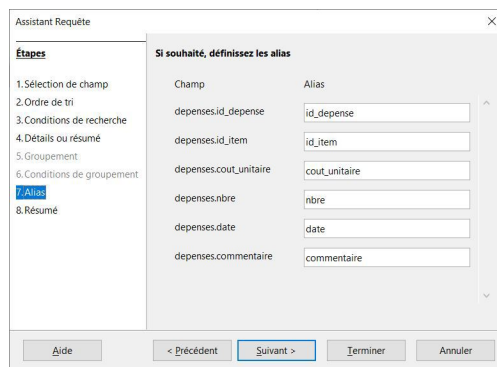 Assistant Requête
Étapes
1.Sélection de champ
2.Ordre de tri
3.Conditions de recherche
4.Détails ou résumé
5.Groupement
6.Conditions de groupement
7.Alias
8.Résumé
Si souhaité, définissez les alias
Champ Alias
depenses.id_depense id_depense
depenses.id_item id_item
depenses.cout_unitaire cout_unitaire
depenses.nbre nbre
depenses.date date
depenses.commentaire commentaire
Aide < Précédent Suivant > Terminer Annuler